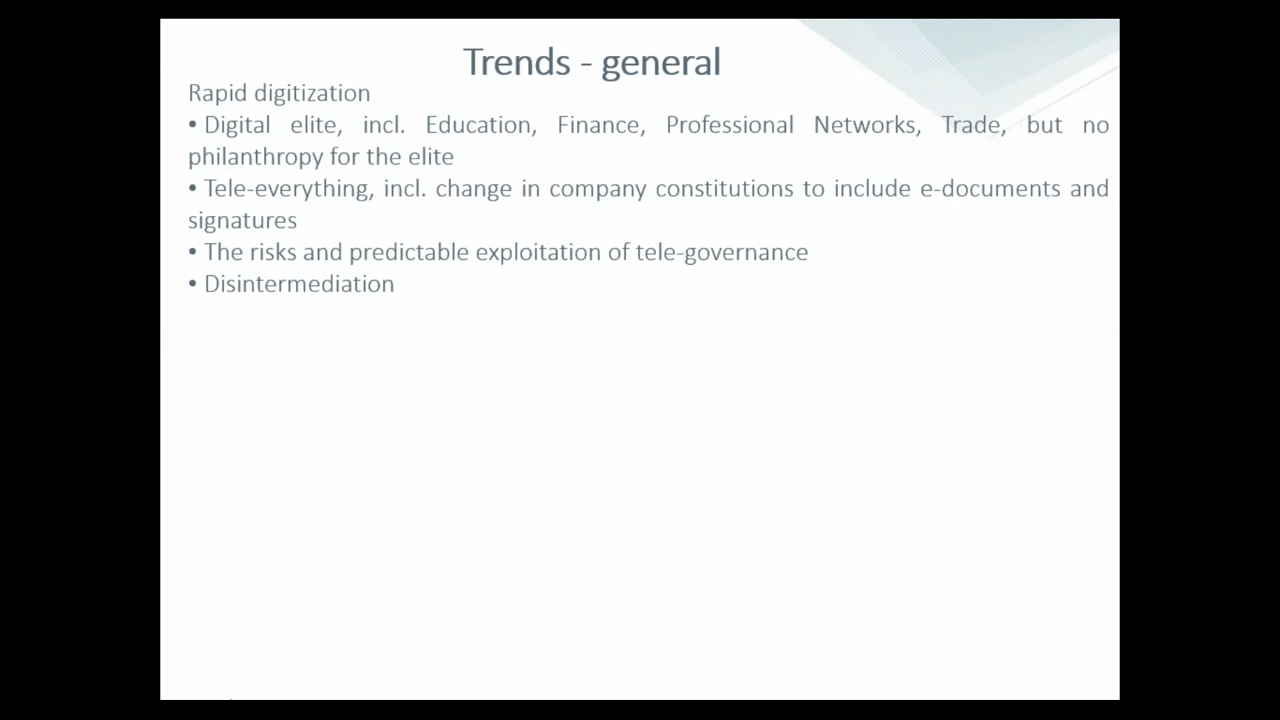 Trends - general
Rapid digitization
• Digital elite, incl. Education, Finance, Professional Networks, Trade, but no
philanthropy for the elite
• Tele-everything, incl. change in company constitutions to include e-documents and
signatures
• The risks and predictable exploitation of tele-governance
• Disintermediation